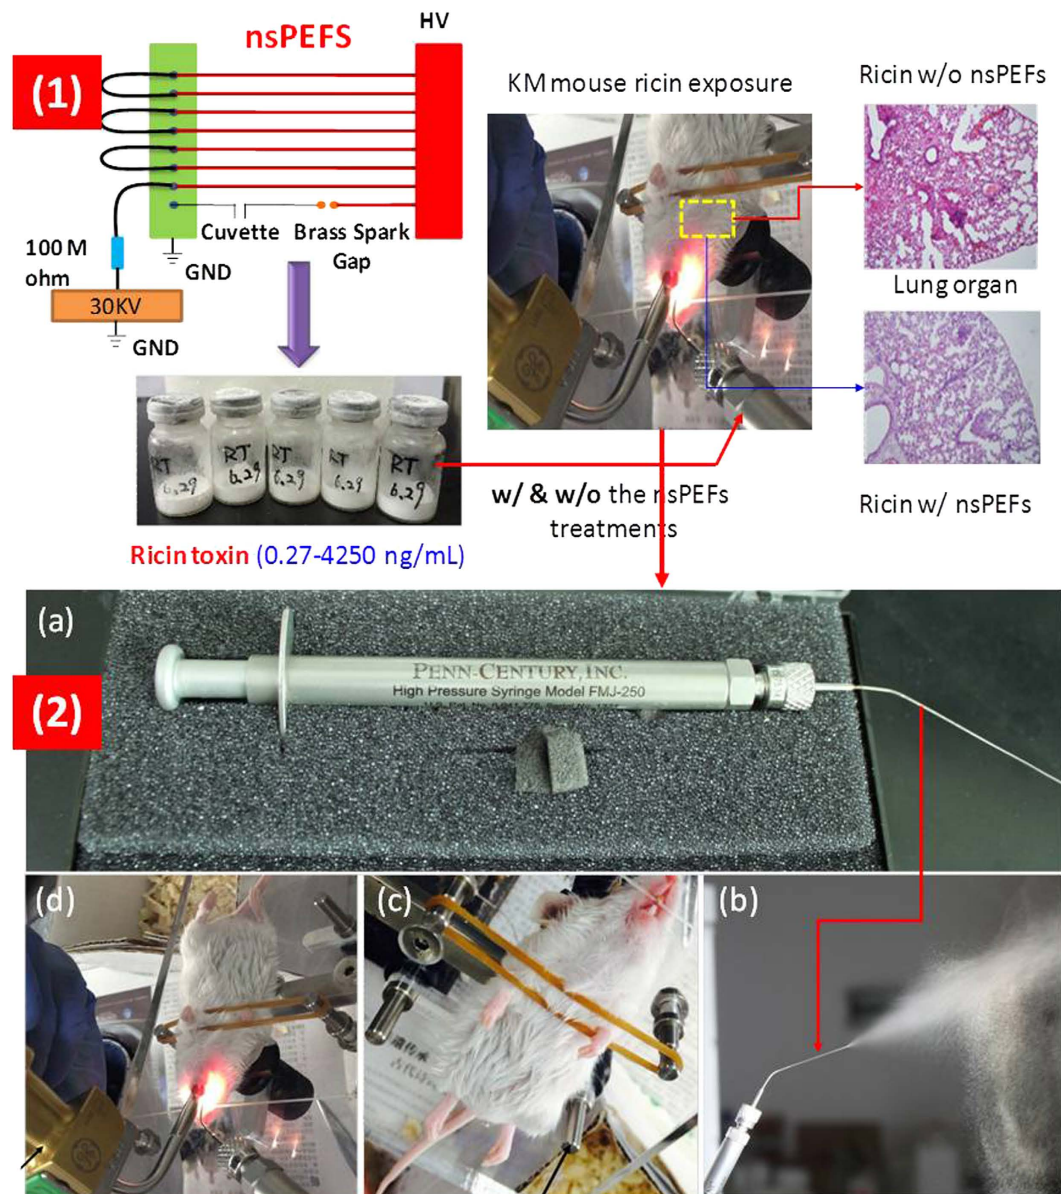 nsPEFS
HV
(1)
100 M
ohm
Cuvette
Brass Spark
Gap
GND
30KV
GND
KM mouse ricin exposure
Ricin w/o nsPEFs
Lung organ
Ricin w/ nsPEFs
RT
6.29
RT
6.29
RT
6.29
RT
6.29
RT
6.29
w/ & w/o the nsPEFs
treatments
Ricin toxin (0.27-4250 ng/mL)
(a)
(2)
PENN-CENTURY, INC.
High Pressure Syringe Model FMJ-250
(d)
(c)
(b)